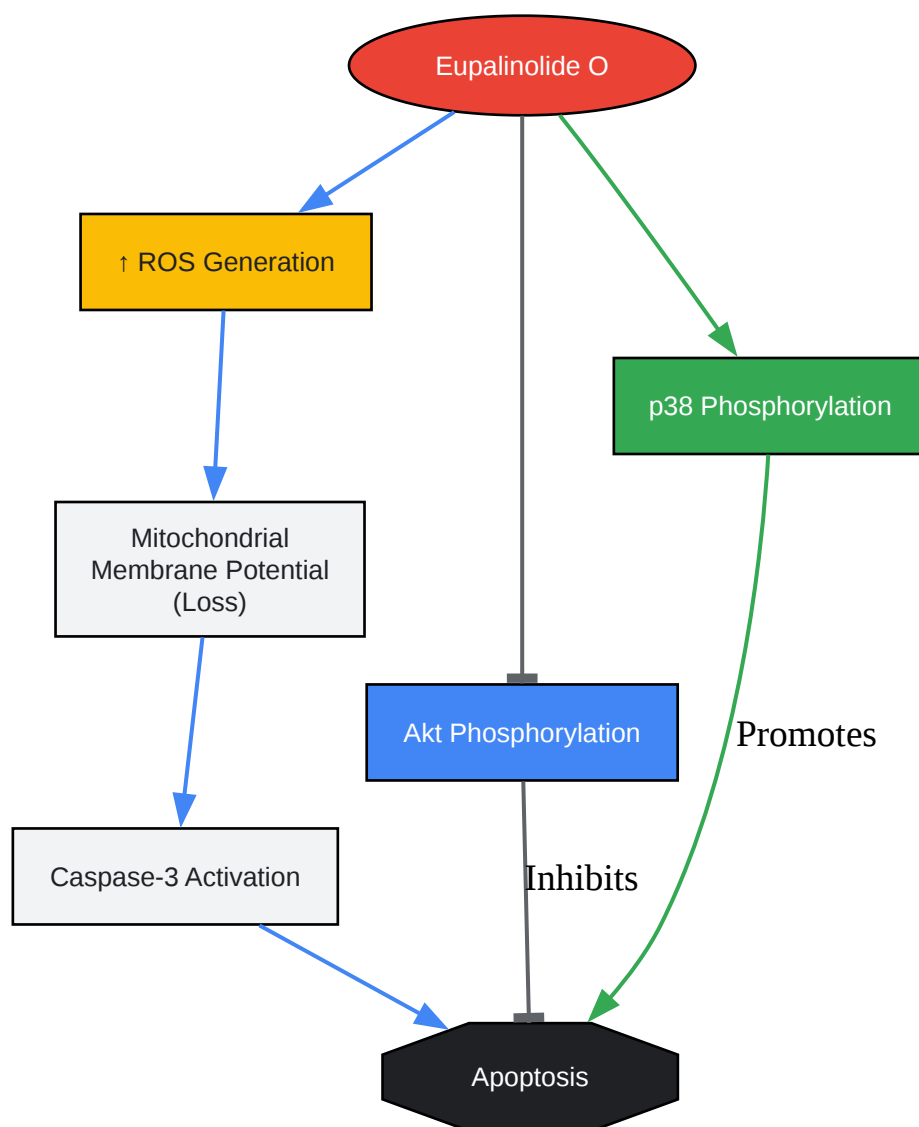 Eupalinolide O
↑ ROS Generation
p38 Phosphorylation
Mitochondrial
Membrane Potential
(Loss)
Akt Phosphorylation
Promotes
Caspase-3 Activation
Inhibits
Apoptosis